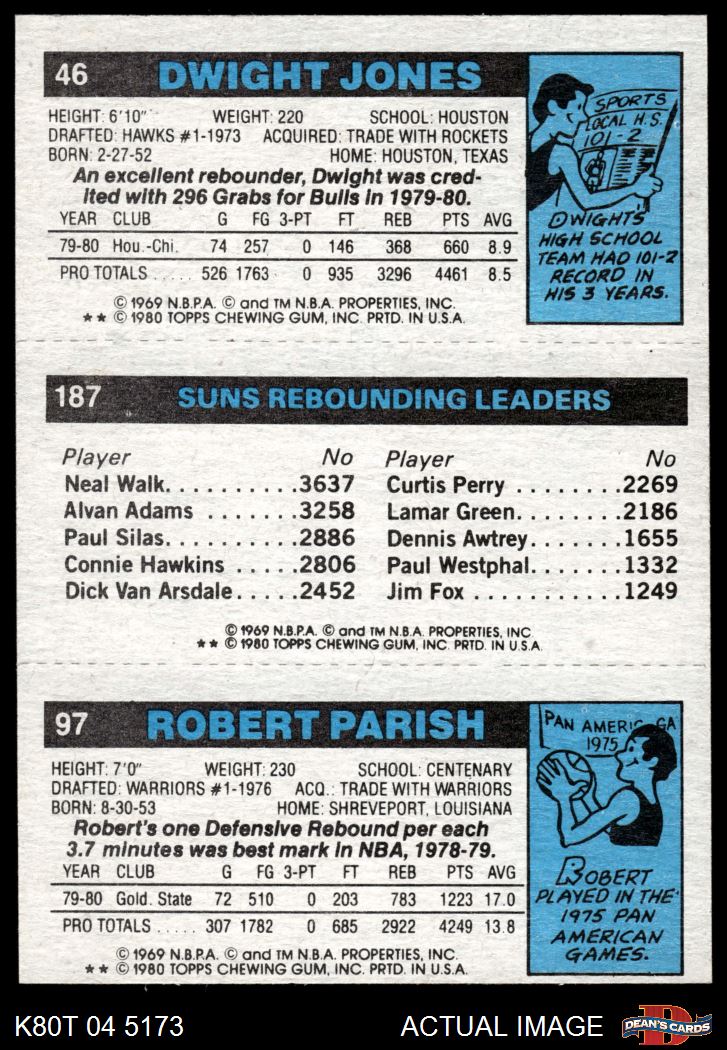 46 DWIGHT JONES
HEIGHT: 6'10" WEIGHT: 220 SCHOOL: HOUSTON
DRAFTED: HAWKS #1-1973 ACQUIRED: TRADE WITH ROCKETS
BORN: 2-27-52 HOME: HOUSTON, TEXAS
An excellent rebounder, Dwight was cred-
ited with 296 Grabs for Bulls in 1979-80.
YEAR CLUB G FG 3-PT FT REB PTS AVG
79-80 Hou.-Chi. 74 257 0 146 368 660 8.9
PRO TOTALS ..... 526 1763 0 935 3296 4461 8.5
© 1969 N.B.P.A. © and TM N.B.A. PROPERTIES, INC.
** © 1980 TOPPS CHEWING GUM, INC. PRTD. IN U.S.A.
SPORTS
LOCAL H.S.
101-2
DWIGHT'S
HIGH SCHOOL
TEAM HAD 101-2
RECORD IN
HIS 3 YEARS.
187 SUNS REBOUNDING LEADERS
Player No Player No
Neal Walk..........3637 Curtis Perry ........2269
Alvan Adams .......3258 Lamar Green........2186
Paul Silas..........2886 Dennis Awtrey......1655
Connie Hawkins .....2806 Paul Westphal......1332
Dick Van Arsdale.....2452 Jim Fox ...........1249
© 1969 N.B.P.A. © and TM N.B.A. PROPERTIES, INC.
** © 1980 TOPPS CHEWING GUM, INC. PRTD. IN U.S.A.
97 ROBERT PARISH
HEIGHT: 7'0" WEIGHT: 230 SCHOOL: CENTENARY
DRAFTED: WARRIORS #1-1976 ACQ.: TRADE WITH WARRIORS
BORN: 8-30-53 HOME: SHREVEPORT, LOUISIANA
Robert's one Defensive Rebound per each
3.7 minutes was best mark in NBA, 1978-79.
YEAR CLUB G FG 3-PT FT REB PTS AVG
79-80 Gold. State 72 510 0 203 783 1223 17.0
PRO TOTALS ..... 307 1782 0 685 2922 4249 13.8
© 1969 N.B.P.A. © and TM N.B.A. PROPERTIES, INC.
** © 1980 TOPPS CHEWING GUM, INC. PRTD. IN U.S.A.
PAN AMERIC GA
1975
ROBERT
PLAYED IN THE
1975 PAN
AMERICAN
GAMES.
K80T 04 5173 ACTUAL IMAGE
D
DEAN'S CARDS